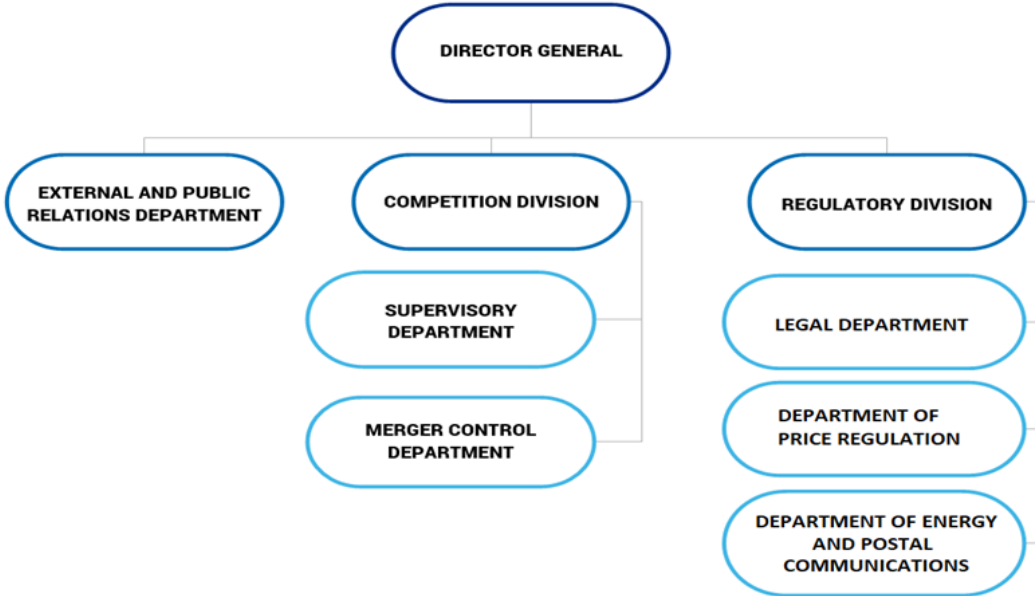 DIRECTOR GENERAL
EXTERNAL AND PUBLIC
RELATIONS DEPARTMENT
COMPETITION DIVISION
SUPERVISORY
DEPARTMENT
MERGER CONTROL
DEPARTMENT
REGULATORY DIVISION
LEGAL DEPARTMENT
DEPARTMENT OF
PRICE REGULATION
DEPARTMENT OF ENERGY
AND POSTAL
COMMUNICATIONS